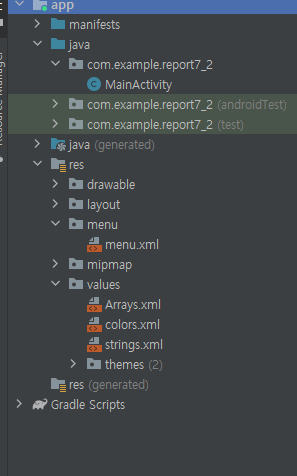 app
manifests
java
com.example.report7_2
MainActivity
com.example.report7_2 (androidTest)
com.example.report7_2 (test)
java (generated)
res
drawable
layout
menu
menu.xml
mipmap
values
Arrays.xml
colors.xml
strings.xml
themes (2)
res (generated)
Gradle Scripts
Resource Manager